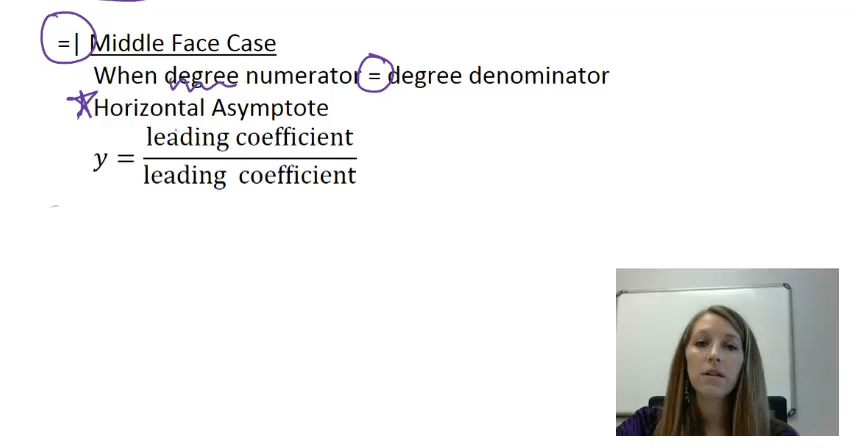 =| Middle Face Case
When degree numerator = degree denominator
Horizontal Asymptote
y = leading coefficient / leading coefficient